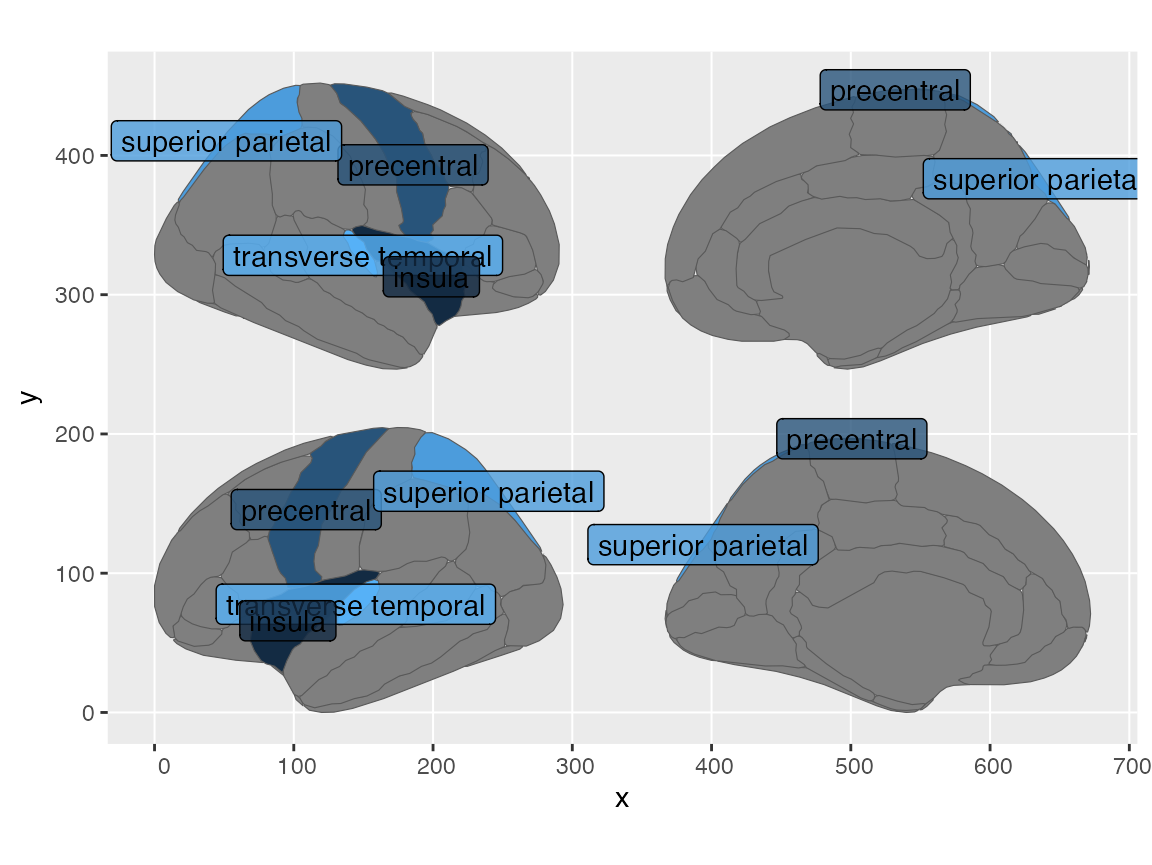 precentral
superior parietal
precentral
superior parieta
transverse temporal
insula
400
300
y
200
precentral
superior parietal
precentral
superior parietal
100
transverse temporal
insula
0
0 100 200 300 400 500 600 700
x